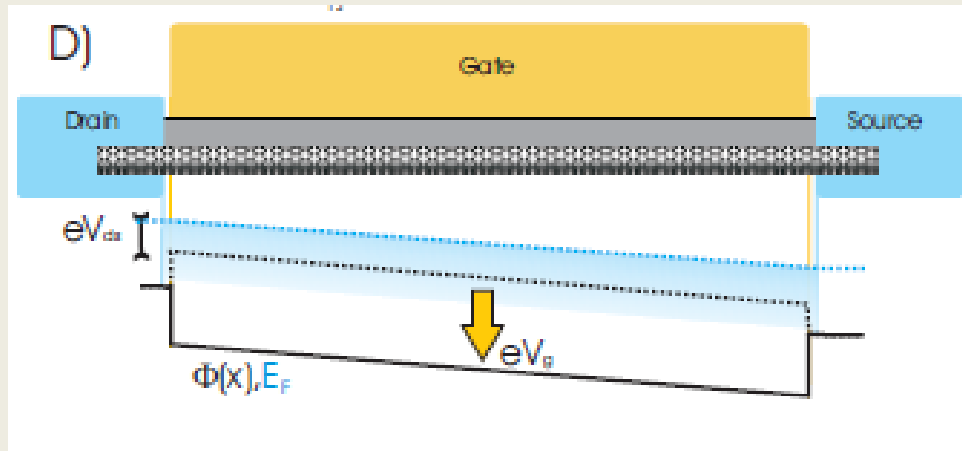 D)
Gate
Drain
Source
eVds
eVg
Φ(x),EF